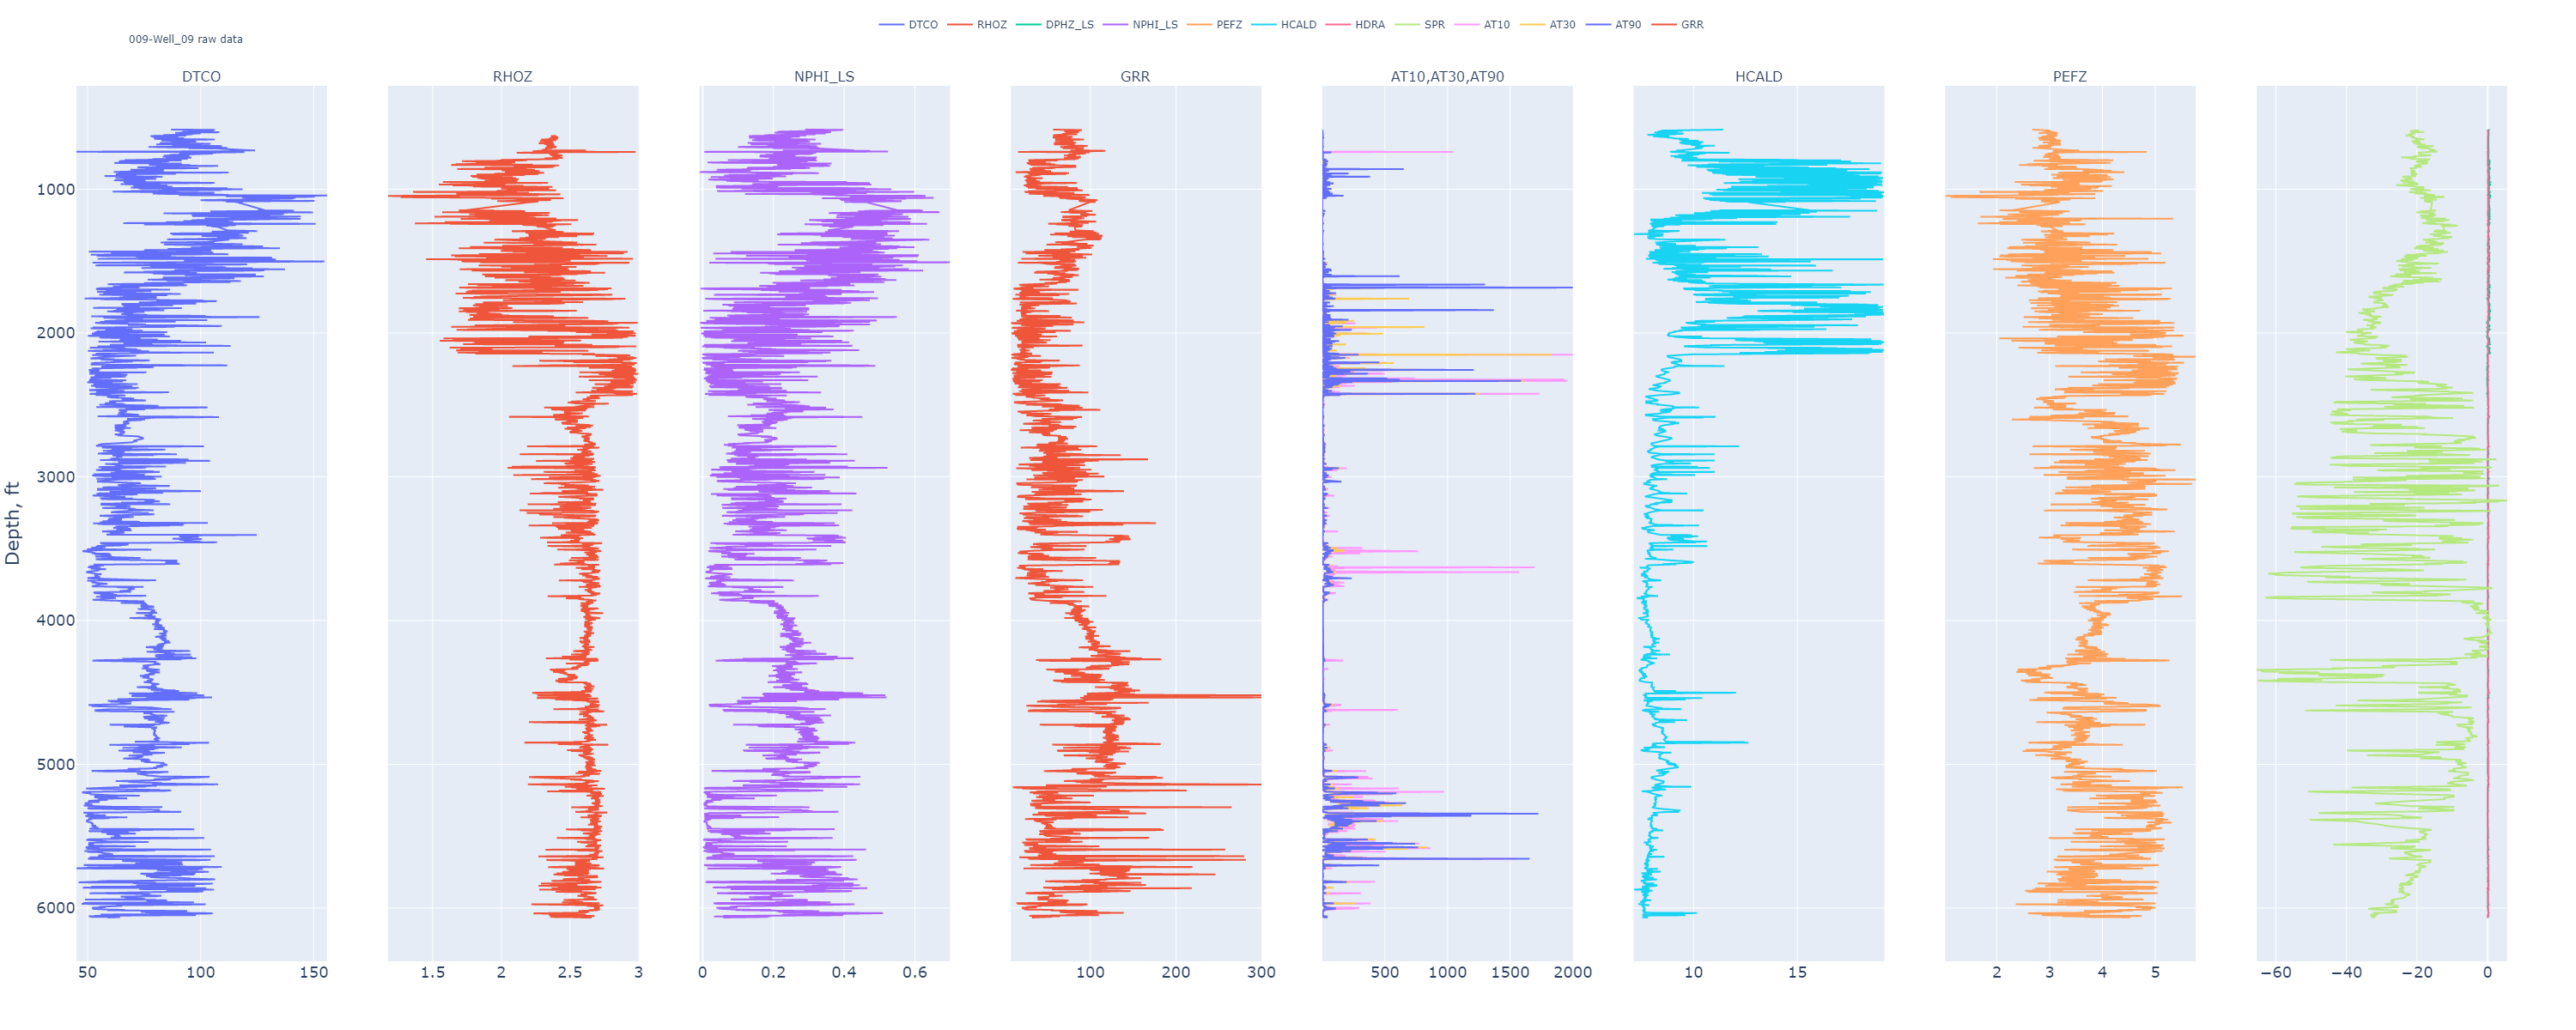 DTCO RHOZ DPHZ_LS NPHI_LS PEFZ HCALD HDRA SPR AT10 AT30 AT90 GRR
009-Well_09 raw data
DTCO RHOZ NPHI_LS GRR AT10,AT30,AT90 HCALD PEFZ
1000
2000
3000
4000
5000
6000
Depth, ft
50 100 150 1.5 2 2.5 3 0 0.2 0.4 0.6 100 200 300 500 1000 1500 2000 10 15 2 3 4 5 −60 −40 −20 0